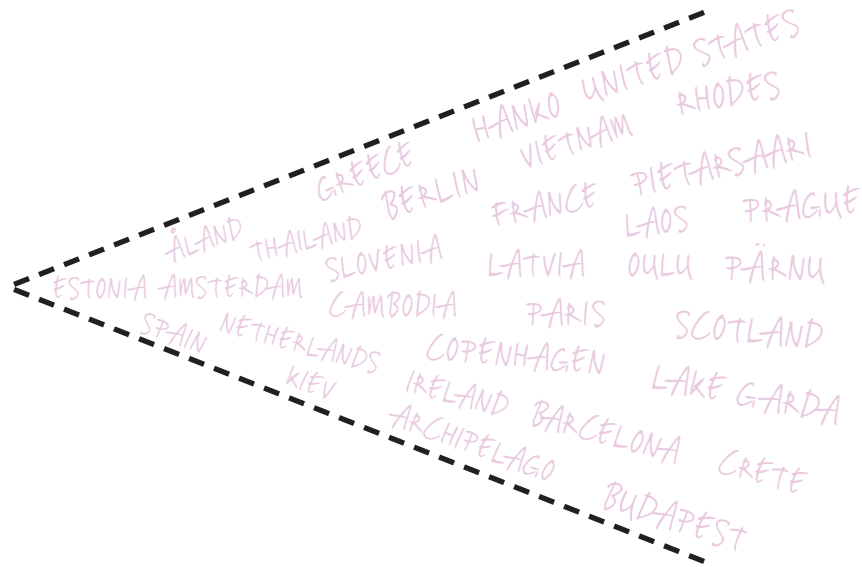 UNITED STATES
HANKO
RHODES
VIETNAM
GREECE
PIETARSAARI
BERLIN
FRANCE
PRAGUE
LAOS
ÅLAND
THAILAND
SLOVENIA
LATVIA
OULU
PÄRNU
ESTONIA
AMSTERDAM
CAMBODIA
PARIS
SCOTLAND
SPAIN
NETHERLANDS
COPENHAGEN
KIEV
IRELAND
LAKE GARDA
ARCHIPELAGO
BARCELONA
CRETE
BUDAPEST